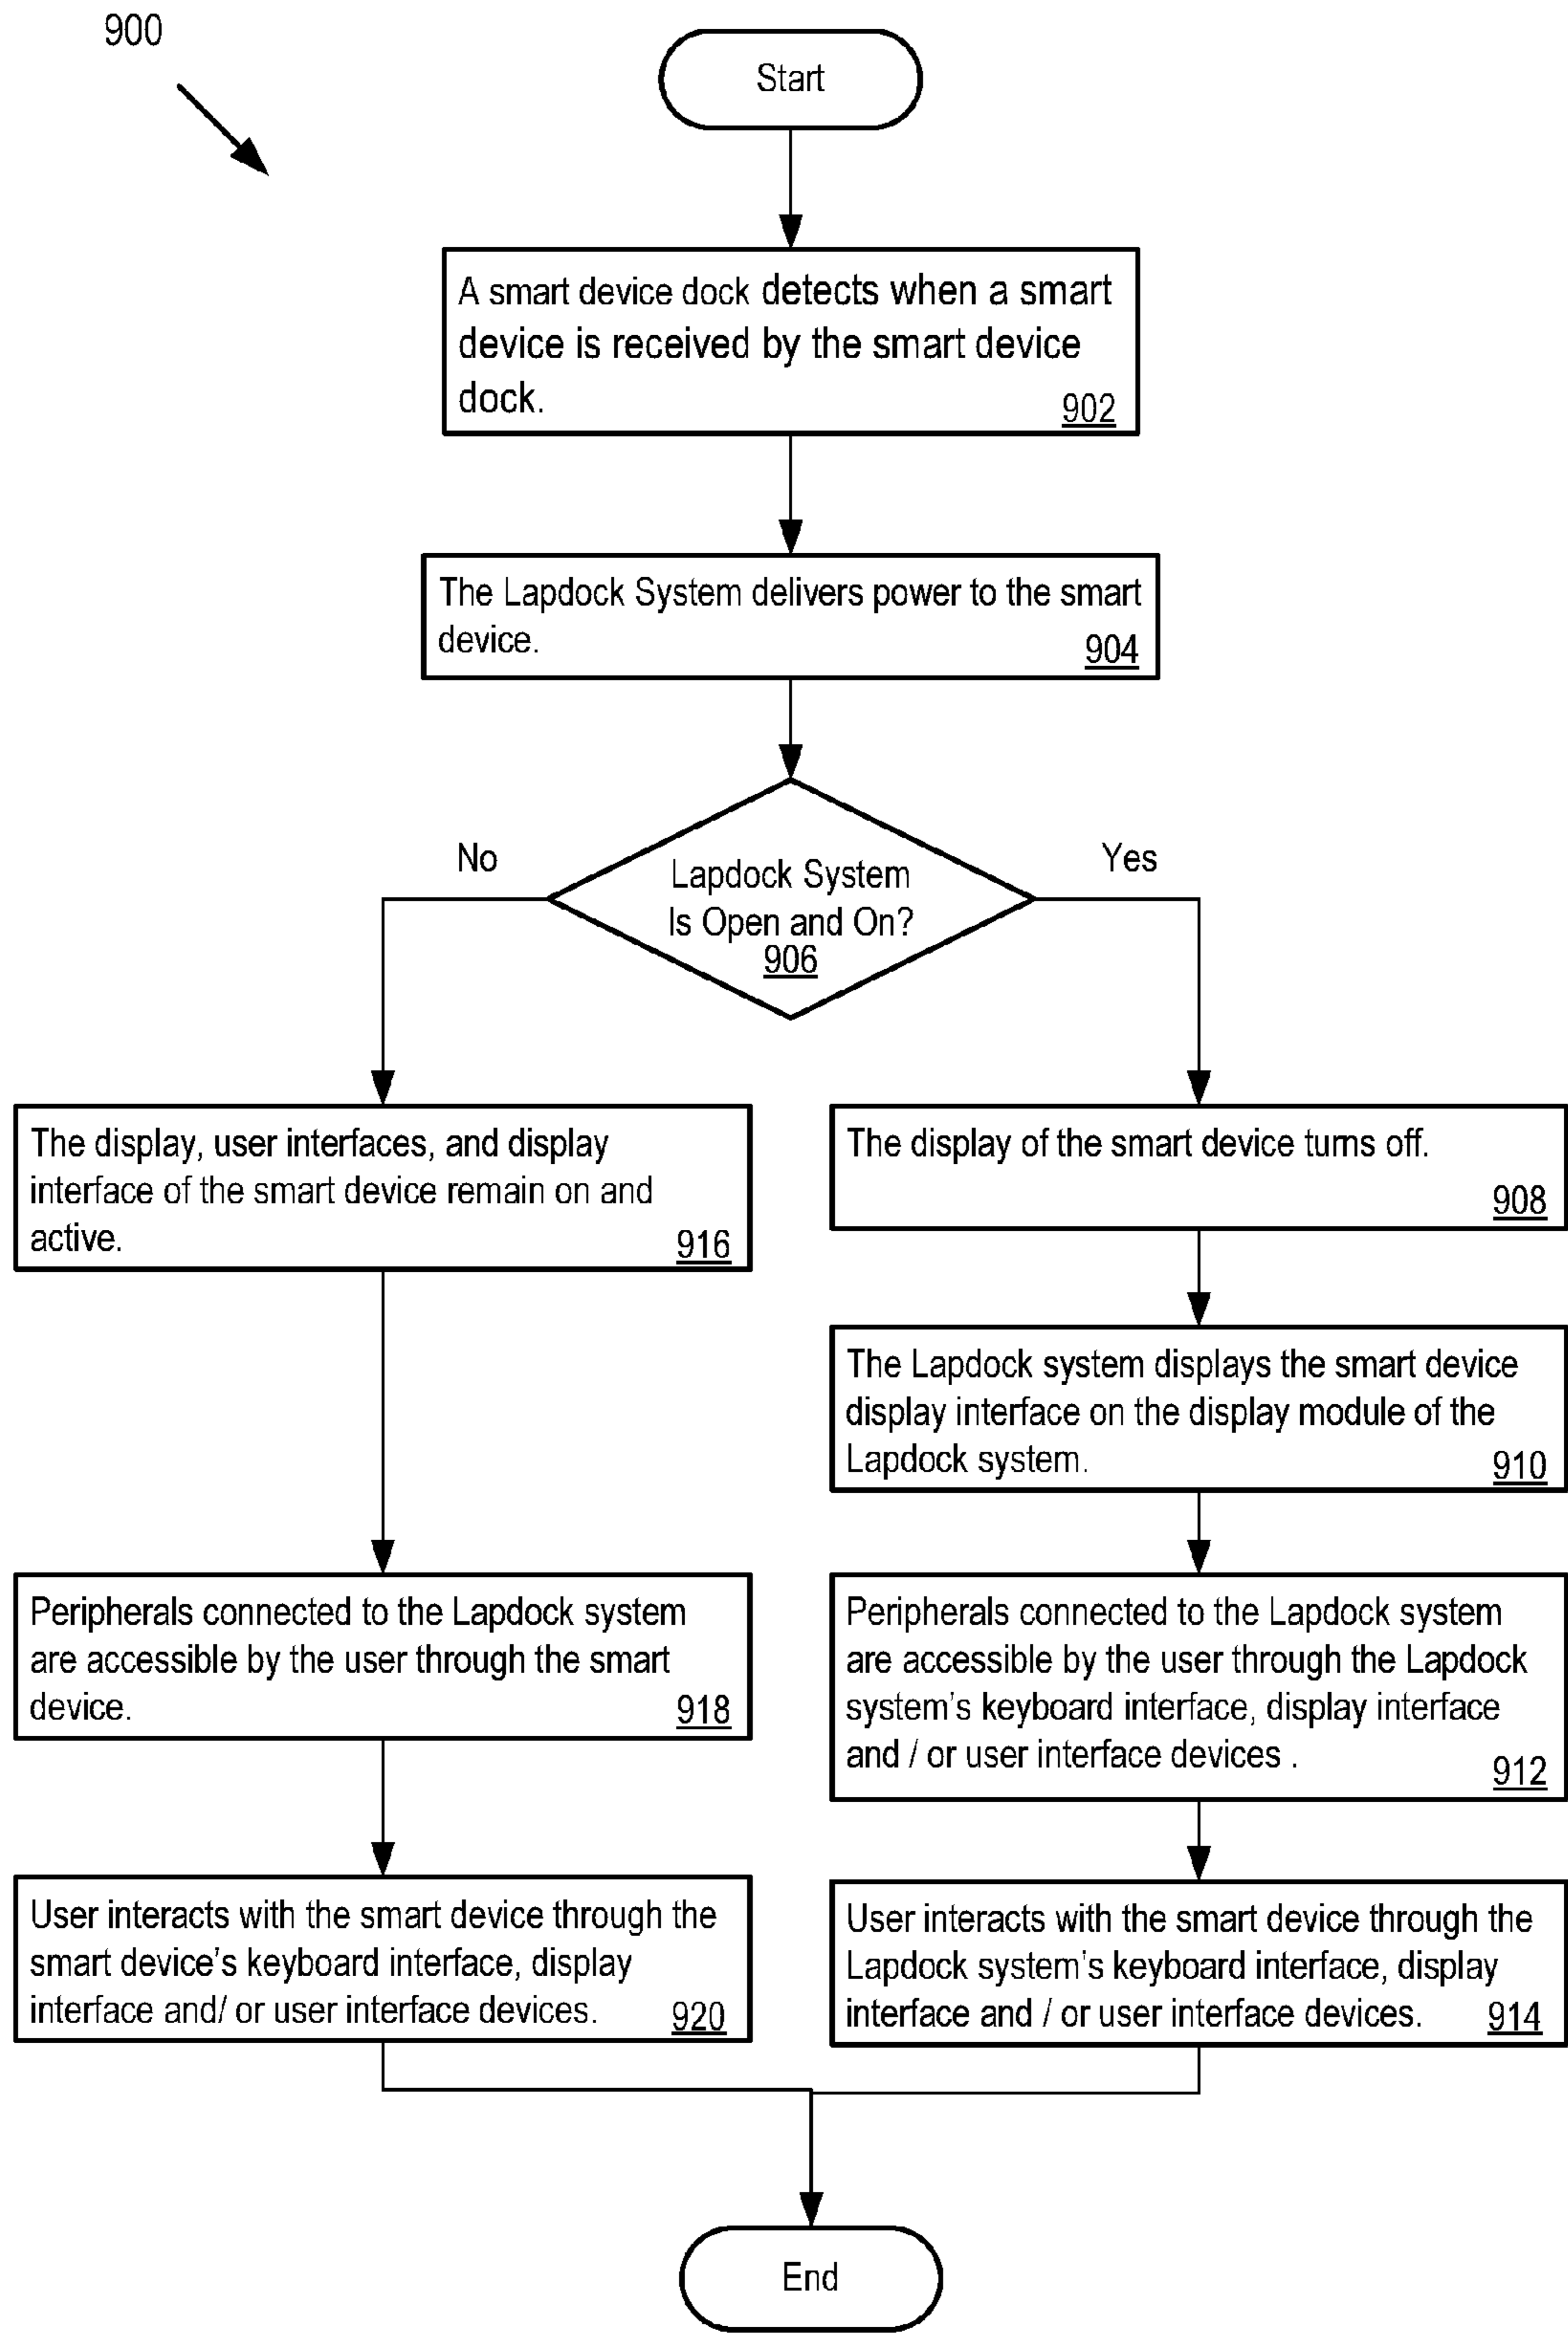 900
Start
A smart device dock detects when a smart
device is received by the smart device
dock.
902
The Lapdock System delivers power to the smart
device.
904
No
Yes
Lapdock System
Is Open and On?
906
The display, user interfaces, and display
interface of the smart device remain on and
active.
916
The display of the smart device turns off.
908
The Lapdock system displays the smart device
display interface on the display module of the
Lapdock system.
910
Peripherals connected to the Lapdock system
are accessible by the user through the smart
device.
918
Peripherals connected to the Lapdock system
are accessible by the user through the Lapdock
system's keyboard interface, display interface
and / or user interface devices .
912
User interacts with the smart device through the
smart device's keyboard interface, display
interface and/ or user interface devices.
920
User interacts with the smart device through the
Lapdock system's keyboard interface, display
interface and / or user interface devices.
914
End